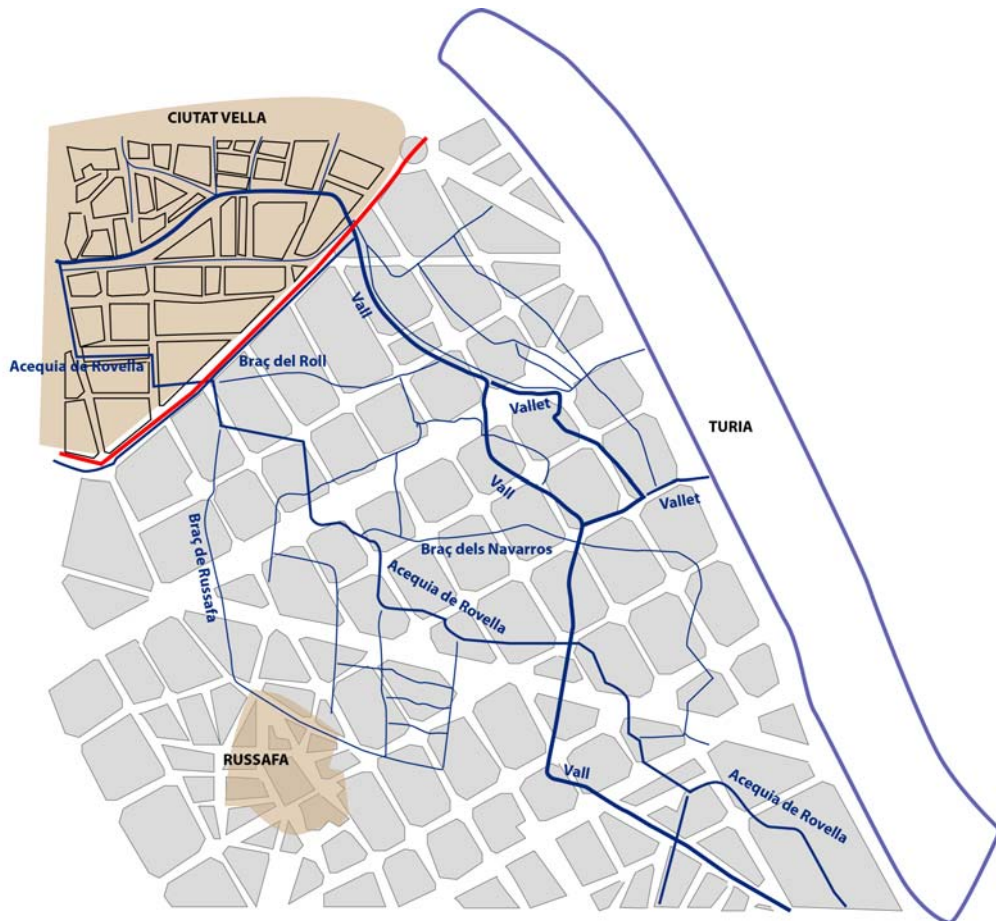 CIUTAT VELLA
Vall
Acequia de Rovella
Braç del Roll
Vallet
TURIA
Vall
Vallet
Braç de Russafa
Braç dels Navarros
Acequia de Rovella
RUSSAFA
Vall
Acequia de Rovella